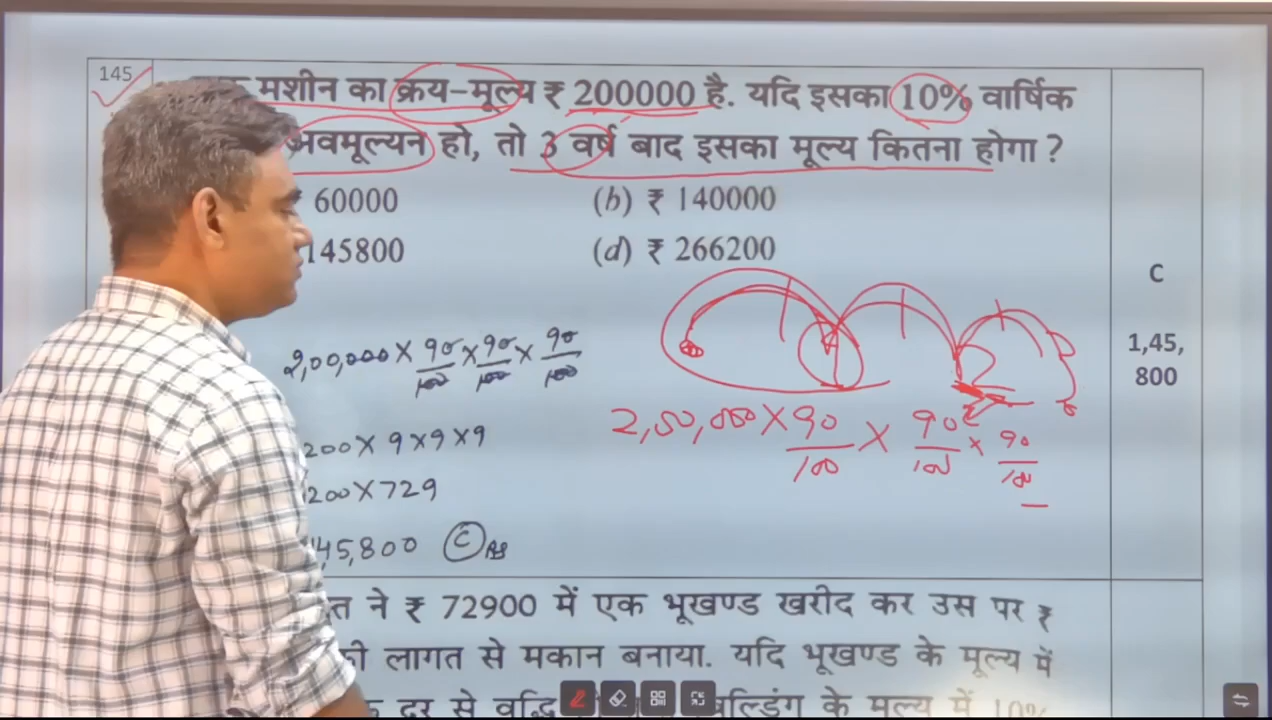 145
मशीन का क्रय-मूल्य ₹ 200000 है. यदि इसका 10% वार्षिक
अवमूल्यन हो, तो 3 वर्ष बाद इसका मूल्य कितना होगा ?
60000 (b) ₹ 140000
145800 (d) ₹ 266200
C
1,45,
800
2,00,000 × 90/100 × 90/100 × 90/100
200 × 9 × 9 × 9
200 × 729
45,800 C Ans
2,00,000 × 90/100 × 90/100 × 90/100
ने ₹ 72900 में एक भूखण्ड खरीद कर उस पर ₹
लागत से मकान बनाया. यदि भूखण्ड के मूल्य में
दर से वृद्धि के मूल्य में 10%